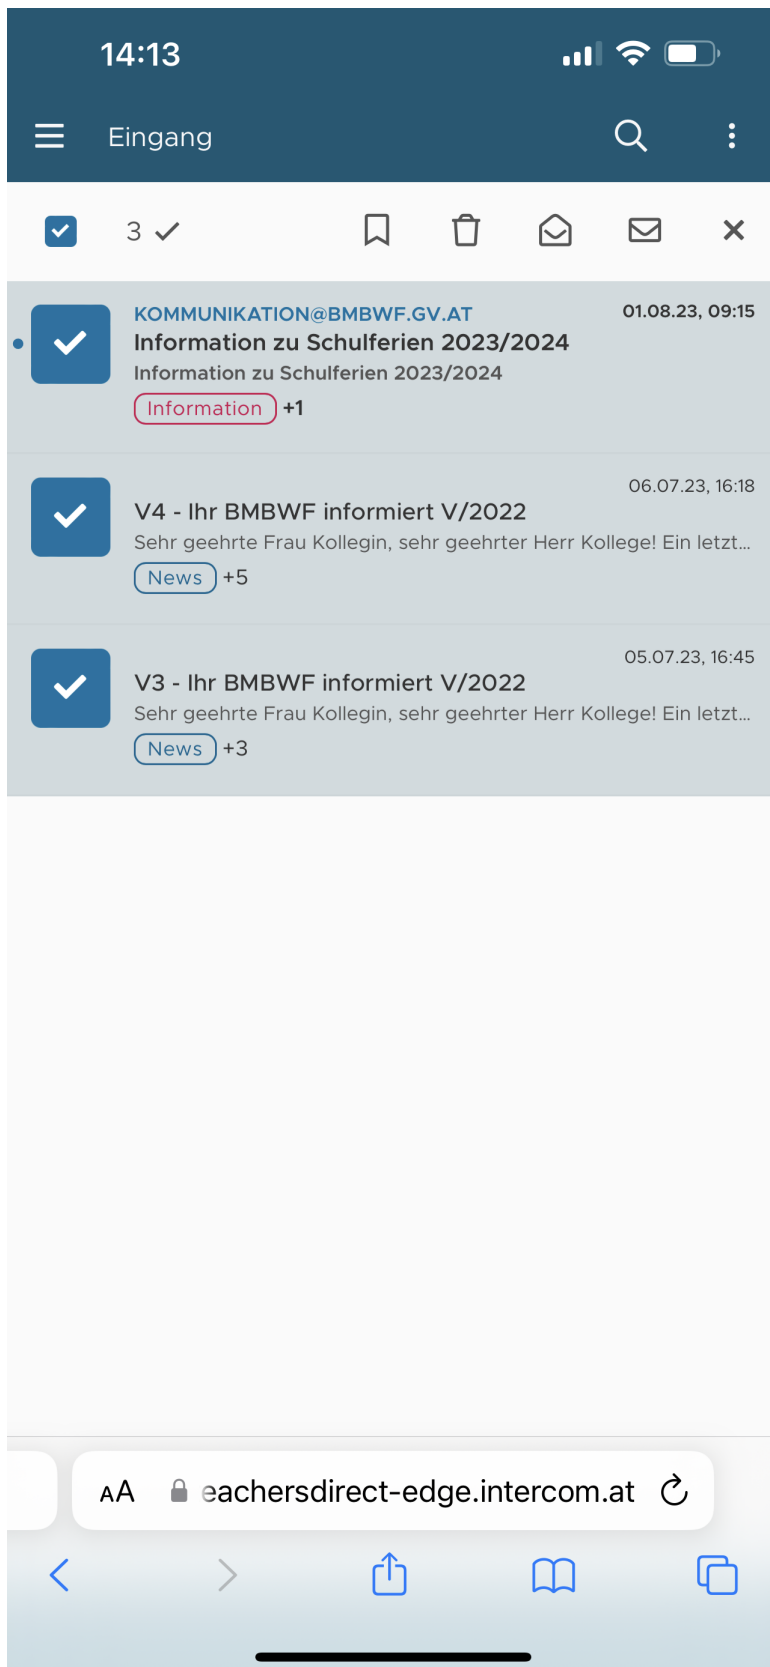 14:13
Eingang
3
KOMMUNIKATION@BMBWF.GV.AT 01.08.23, 09:15
Information zu Schulferien 2023/2024
Information zu Schulferien 2023/2024
Information +1
06.07.23, 16:18
V4 - Ihr BMBWF informiert V/2022
Sehr geehrte Frau Kollegin, sehr geehrter Herr Kollege! Ein letzt...
News +5
05.07.23, 16:45
V3 - Ihr BMBWF informiert V/2022
Sehr geehrte Frau Kollegin, sehr geehrter Herr Kollege! Ein letzt...
News +3
AA eachersdirect-edge.intercom.at